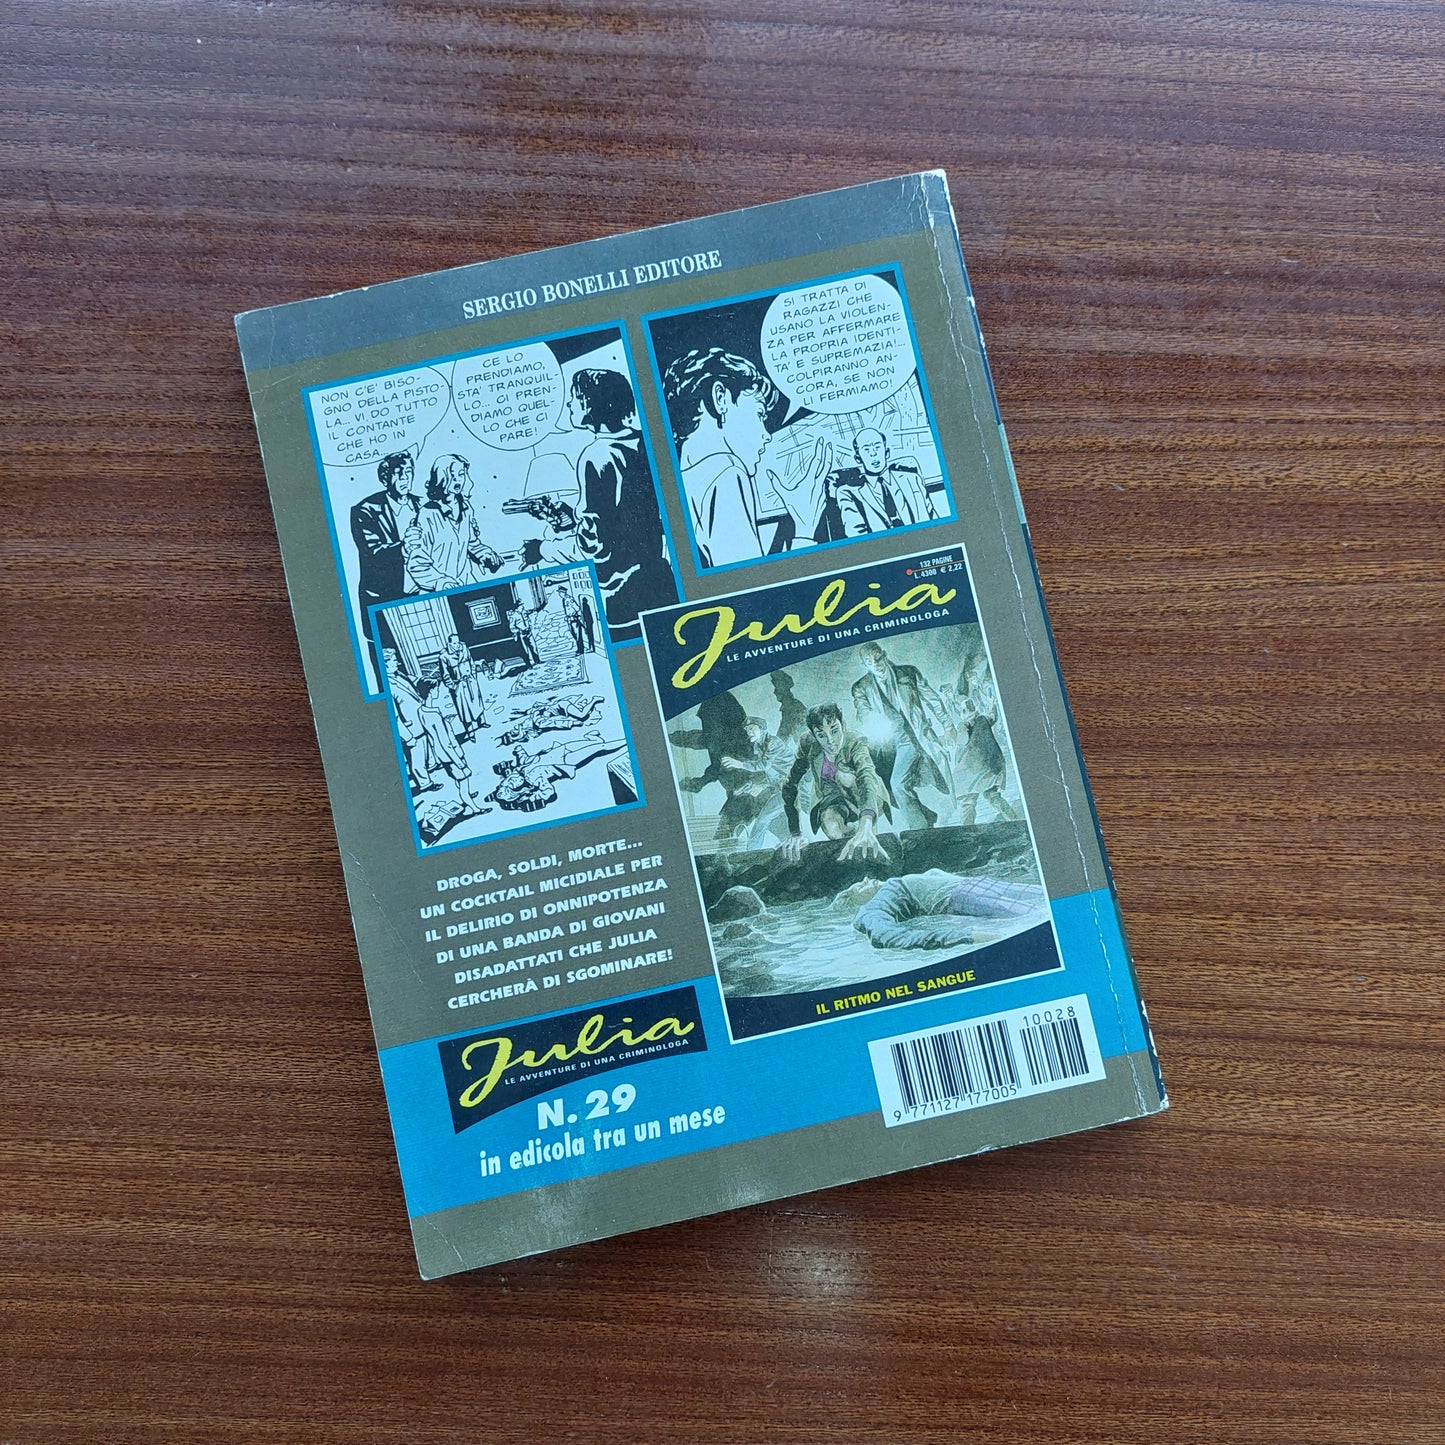 SERGIO BONELLI EDITORE
NON C'E' BISO-
GNO DELLA PISTO-
LA... VI DO TUTTO
IL CONTANTE
CHE HO IN
CASA...
CE LO
PRENDIAMO,
STA' TRANQUIL-
LO... CI PREN-
DIAMO QUEL-
LO CHE CI
PARE!
SI TRATTA DI
RAGAZZI CHE
USANO LA VIOLEN-
ZA PER AFFERMARE
LA PROPRIA IDENTI-
TA' E SUPREMAZIA!...
COLPIRANNO AN-
CORA, SE NON
LI FERMIAMO!
132 PAGINE
L. 4300 € 2,22
Julia
LE AVVENTURE DI UNA CRIMINOLOGA
IL RITMO NEL SANGUE
DROGA, SOLDI, MORTE...
UN COCKTAIL MICIDIALE PER
IL DELIRIO DI ONNIPOTENZA
DI UNA BANDA DI GIOVANI
DISADATTATI CHE JULIA
CERCHERÀ DI SGOMINARE!
Julia
LE AVVENTURE DI UNA CRIMINOLOGA
N. 29
in edicola tra un mese
10028
9 771127 177005